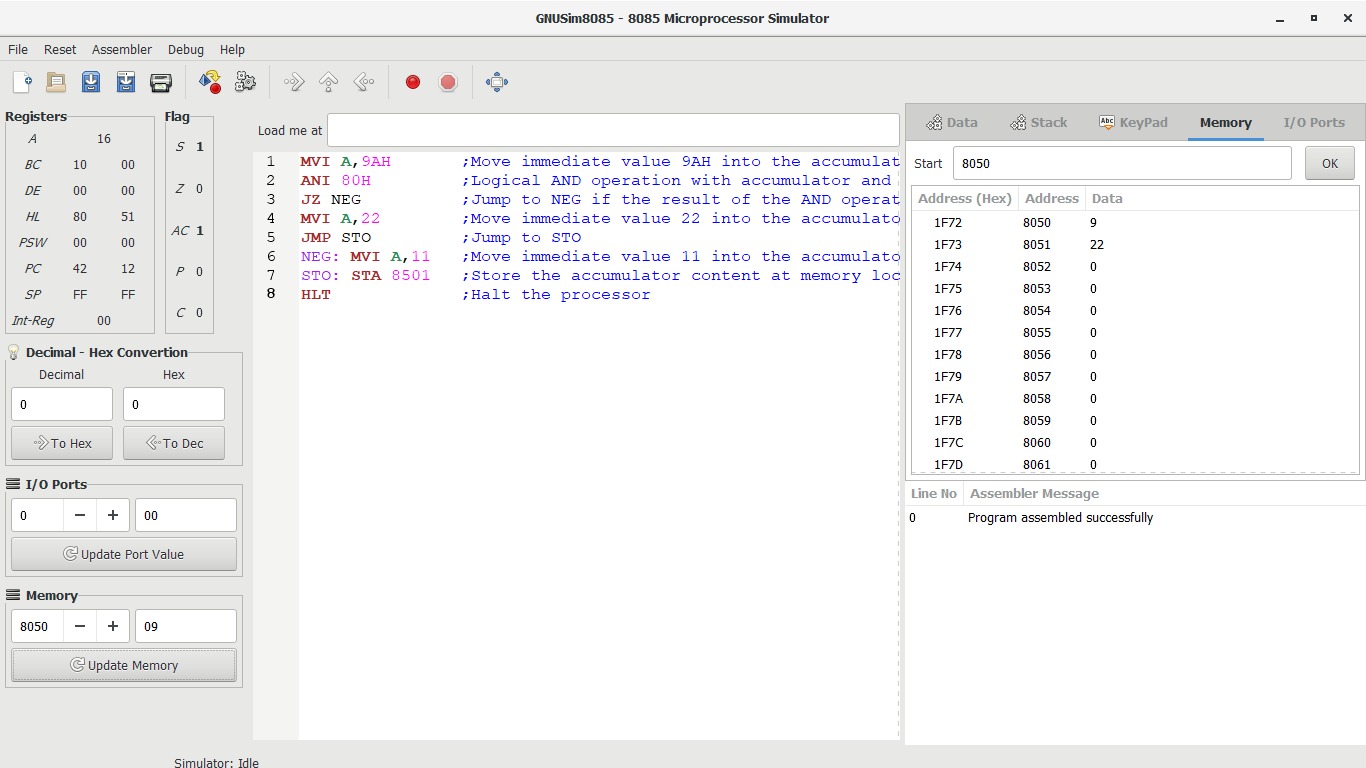 GNUSim8085 - 8085 Microprocessor Simulator
File Reset Assembler Debug Help
Registers
A 16
BC 10 00
DE 00 00
HL 80 51
PSW 00 00
PC 42 12
SP FF FF
Int-Reg 00
Flag
S 1
Z 0
AC 1
P 0
C 0
Decimal - Hex Convertion
Decimal Hex
0 0
To Hex To Dec
I/O Ports
0 − + 00
Update Port Value
Memory
8050 − + 09
Update Memory
Load me at
1 MVI A,9AH ;Move immediate value 9AH into the accumulat
2 ANI 80H ;Logical AND operation with accumulator and
3 JZ NEG ;Jump to NEG if the result of the AND operat
4 MVI A,22 ;Move immediate value 22 into the accumulato
5 JMP STO ;Jump to STO
6 NEG: MVI A,11 ;Move immediate value 11 into the accumulato
7 STO: STA 8501 ;Store the accumulator content at memory loc
8 HLT ;Halt the processor
Data Stack Abc KeyPad Memory I/O Ports
Start 8050 OK
Address (Hex) Address Data
1F72 8050 9
1F73 8051 22
1F74 8052 0
1F75 8053 0
1F76 8054 0
1F77 8055 0
1F78 8056 0
1F79 8057 0
1F7A 8058 0
1F7B 8059 0
1F7C 8060 0
1F7D 8061 0
Line No Assembler Message
0 Program assembled successfully
Simulator: Idle